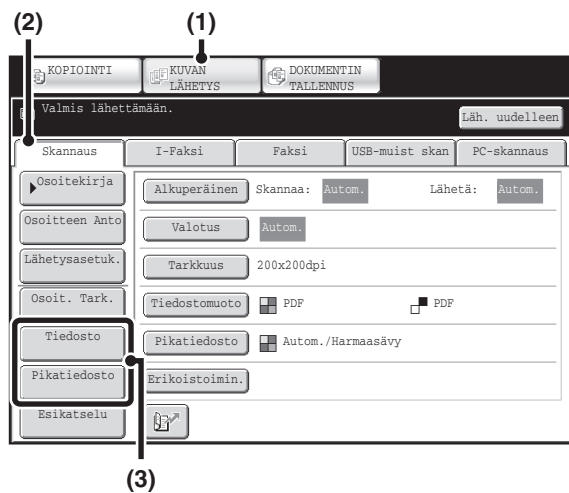 (2)
(1)
KOPIOINTI
KUVAN
LÄHETYS
DOKUMENTIN
TALLENNUS
Valmis lähettämään.
Läh. uudelleen
Skannaus
I-Faksi
Faksi
USB-muist skan
PC-skannaus
Osoitekirja
Alkuperäinen
Skannaa:
Autom.
Lähetä:
Autom.
Osoitteen Anto
Valotus
Autom.
Lähetysasetuk.
Tarkkuus
200x200dpi
Osoit. Tark.
Tiedostomuoto
PDF
PDF
Tiedosto
Pikatiedosto
Autom./Harmaasävy
Pikatiedosto
Erikoistoimin.
Esikatselu
(3)